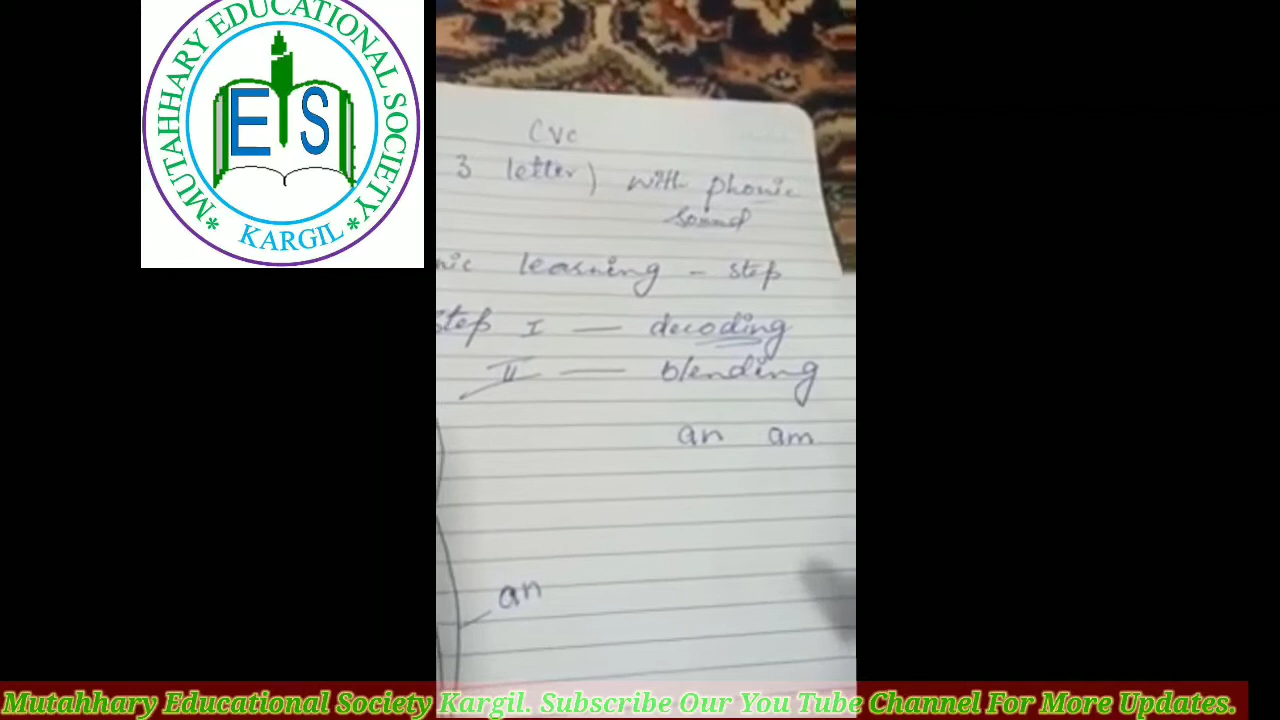 MUTAHHARY EDUCATIONAL SOCIETY
E S
* KARGIL *
CVC
3 letter) with phonic
sound
nic learning - step
Step I — decoding
II — blending
an am
an
Mutahhary Educational Society Kargil. Subscribe Our You Tube Channel For More Updates.